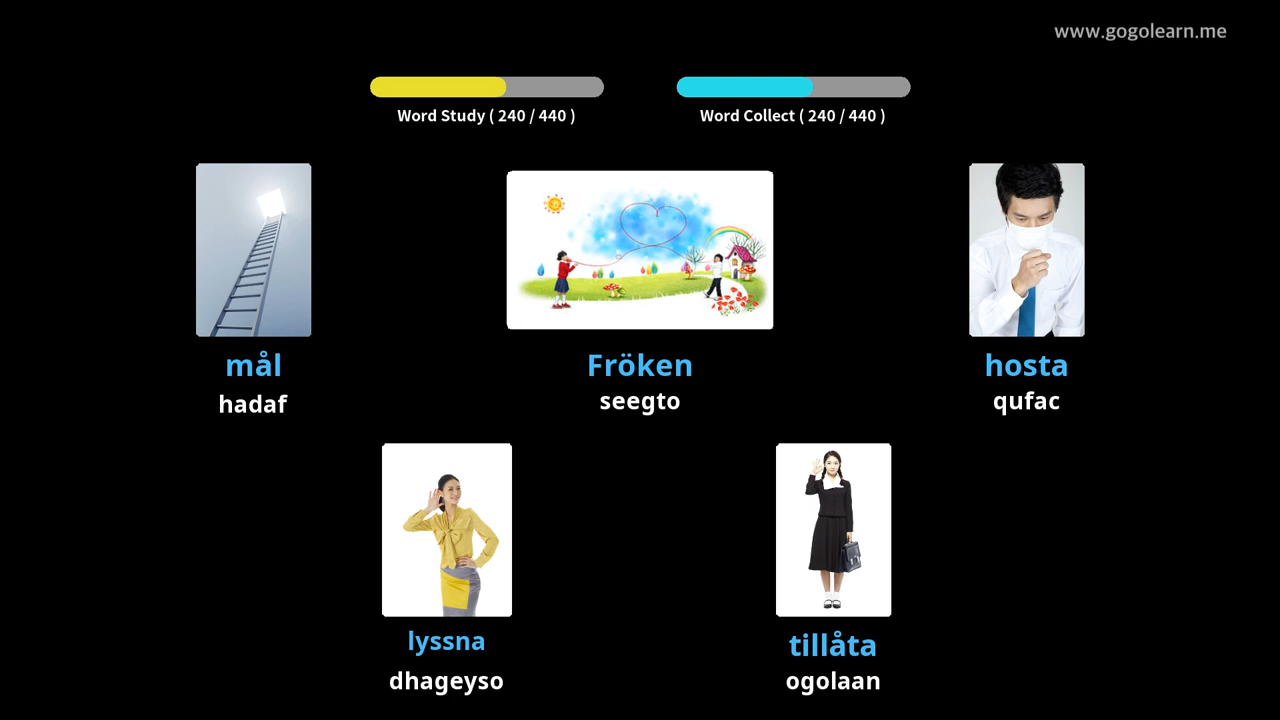 www.gogolearn.me
Word Study ( 240 / 440 )
Word Collect ( 240 / 440 )
mål
hadaf
Fröken
seegto
hosta
qufac
lyssna
dhageyso
tillåta
ogolaan